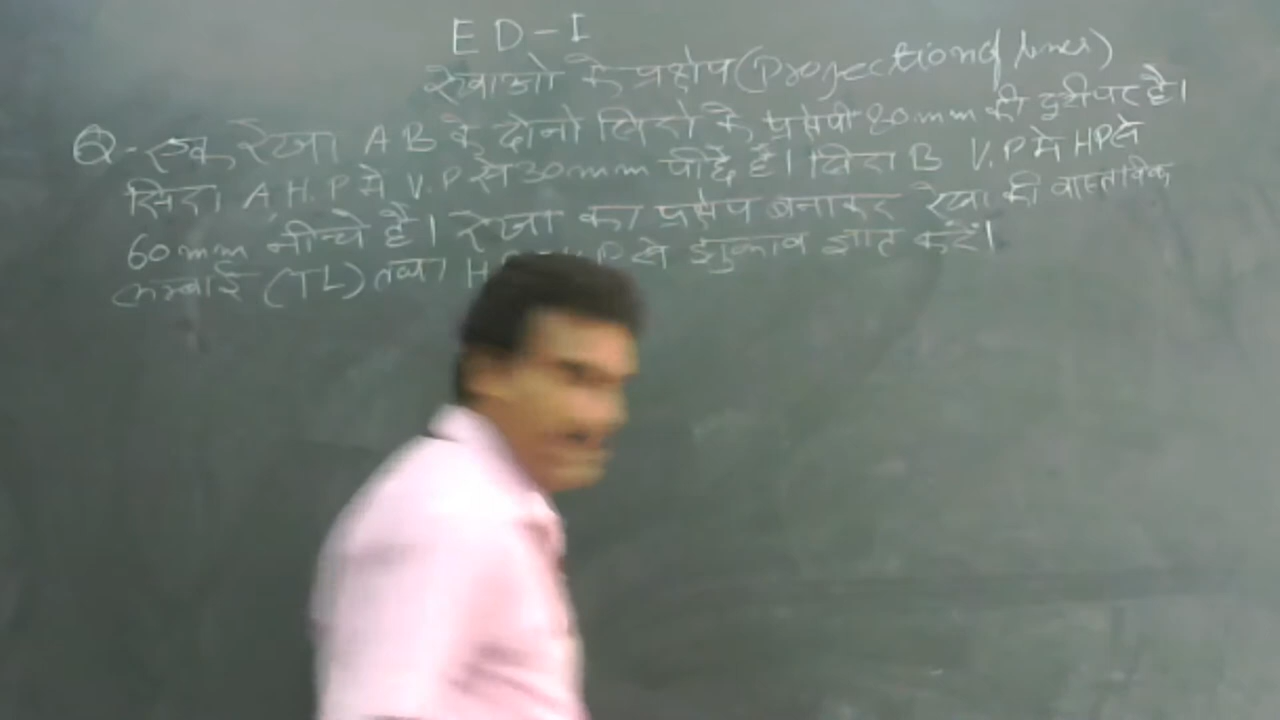 ED-I
रेखाओ के प्रक्षेप (Projection of lines)
Q- एक रेखा AB के दोनो सिरो के प्रक्षेपो 80mm की दुरी पर है।
सिरा A, H.P मे V.P से 30mm पीछे है। सिरा B V.P मे HP से
60mm नीचे है। रेखा का प्रक्षेप बनाकर रेखा की वास्तविक
लम्बाई (TL) तथा H P से झुकाव ज्ञात करें।